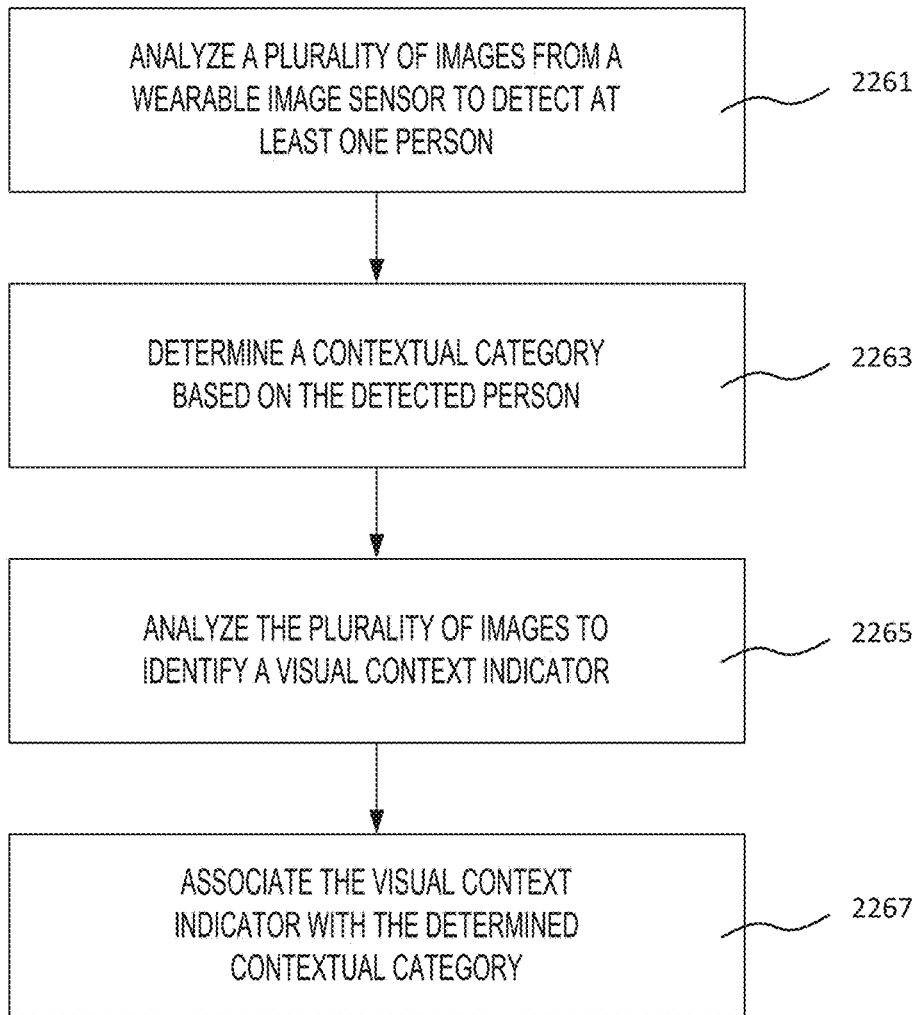 ANALYZE A PLURALITY OF IMAGES FROM A
WEARABLE IMAGE SENSOR TO DETECT AT
LEAST ONE PERSON
2261
DETERMINE A CONTEXTUAL CATEGORY
BASED ON THE DETECTED PERSON
2263
ANALYZE THE PLURALITY OF IMAGES TO
IDENTIFY A VISUAL CONTEXT INDICATOR
2265
ASSOCIATE THE VISUAL CONTEXT
INDICATOR WITH THE DETERMINED
CONTEXTUAL CATEGORY
2267